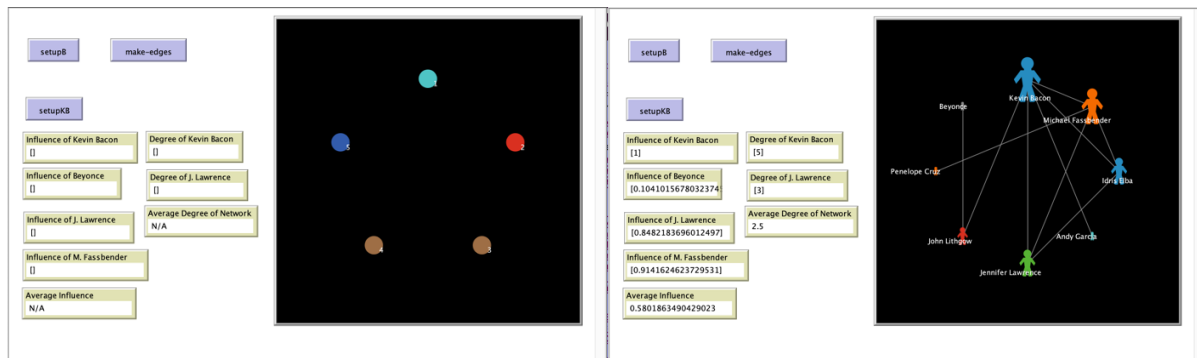 setupB
make-edges
setupKB
Influence of Kevin Bacon
[]
Degree of Kevin Bacon
[]
Influence of Beyonce
[]
Degree of J. Lawrence
[]
Influence of J. Lawrence
[]
Average Degree of Network
N/A
Influence of M. Fassbender
[]
Average Influence
N/A
1
5
2
4
3
setupB
make-edges
setupKB
Influence of Kevin Bacon
[1]
Degree of Kevin Bacon
[5]
Influence of Beyonce
[0.10410156780323745
Degree of J. Lawrence
[3]
Influence of J. Lawrence
[0.8482183696012497]
Average Degree of Network
2.5
Influence of M. Fassbender
[0.9141624623729531]
Average Influence
0.5801863490429023
Kevin Bacon
Beyonce
Michael Fassbender
Penelope Cruz
Idris Elba
John Lithgow
Andy Garcia
Jennifer Lawrence